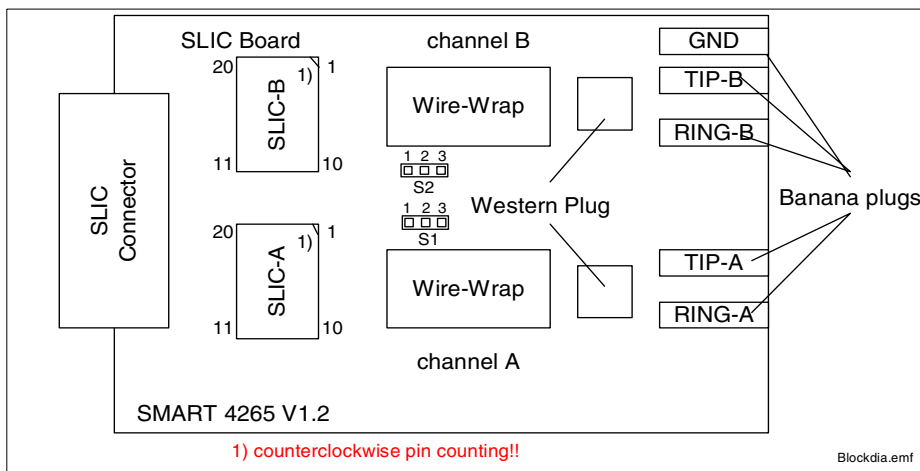 SLIC Board
channel B
GND
20
1)
1
SLIC-B
11
10
Wire-Wrap
TIP-B
RING-B
1 2 3
S2
SLIC
Connector
Western Plug
Banana plugs
1 2 3
S1
20
1)
1
SLIC-A
11
10
Wire-Wrap
TIP-A
RING-A
channel A
SMART 4265 V1.2
1) counterclockwise pin counting!!
Blockdia.emf